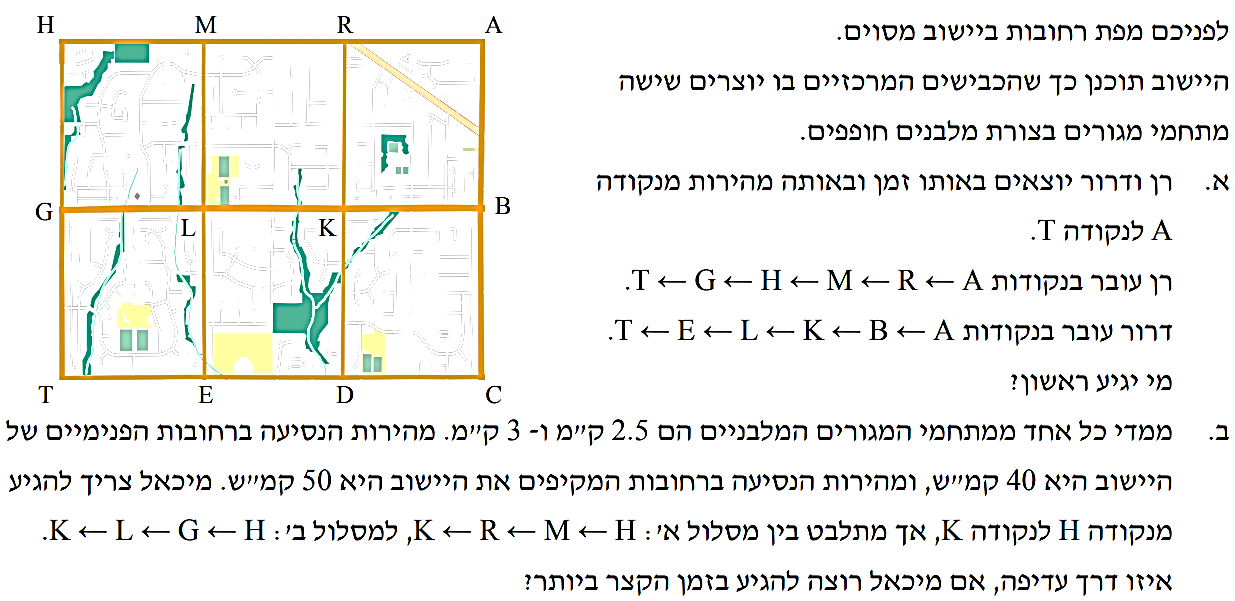 לפניכם מפת רחובות ביישוב מסוים.
היישוב תוכנן כך שהכבישים המרכזיים בו יוצרים שישה
מתחמי מגורים בצורת מלבנים חופפים.
א. רן ודרור יוצאים באותו זמן ובאותה מהירות מנקודה
A לנקודה T.
רן עובר בנקודות T ← G ← H ← M ← R ← A.
דרור עובר בנקודות T ← E ← L ← K ← B ← A.
מי יגיע ראשון?
H M R A
G L K B
T E D C
ב. ממדי כל אחד ממתחמי המגורים המלבניים הם 2.5 ק״מ ו- 3 ק״מ. מהירות הנסיעה ברחובות הפנימיים של
היישוב היא 40 קמ״ש, ומהירות הנסיעה ברחובות המקיפים את היישוב היא 50 קמ״ש. מיכאל צריך להגיע
מנקודה H לנקודה K, אך מתלבט בין מסלול א׳: K ← R ← M ← H, למסלול ב׳: K ← L ← G ← H.
איזו דרך עדיפה, אם מיכאל רוצה להגיע בזמן הקצר ביותר?